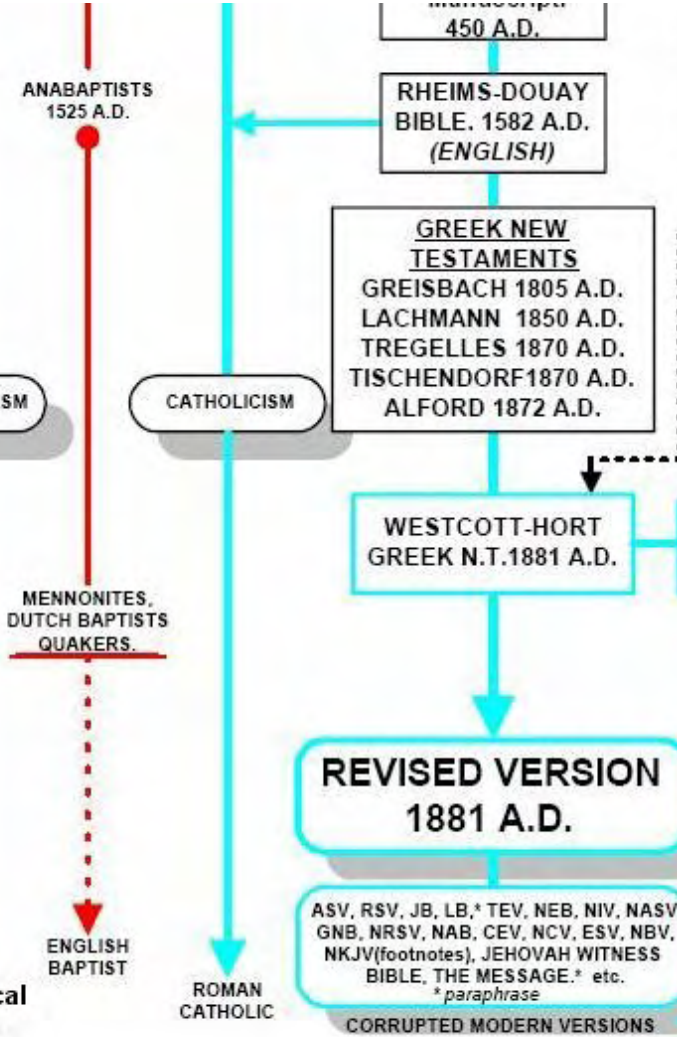 450 A.D.
ANABAPTISTS
1525 A.D.
RHEIMS-DOUAY
BIBLE. 1582 A.D.
(ENGLISH)
GREEK NEW
TESTAMENTS
GREISBACH 1805 A.D.
LACHMANN 1850 A.D.
TREGELLES 1870 A.D.
TISCHENDORF1870 A.D.
ALFORD 1872 A.D.
SM
CATHOLICISM
WESTCOTT-HORT
GREEK N.T.1881 A.D.
MENNONITES,
DUTCH BAPTISTS
QUAKERS.
REVISED VERSION
1881 A.D.
ASV, RSV, JB, LB,* TEV, NEB, NIV, NASV
GNB, NRSV, NAB, CEV, NCV, ESV, NBV,
NKJV(footnotes), JEHOVAH WITNESS
BIBLE, THE MESSAGE.* etc.
* paraphrase
CORRUPTED MODERN VERSIONS
ENGLISH
BAPTIST
cal
ROMAN
CATHOLIC